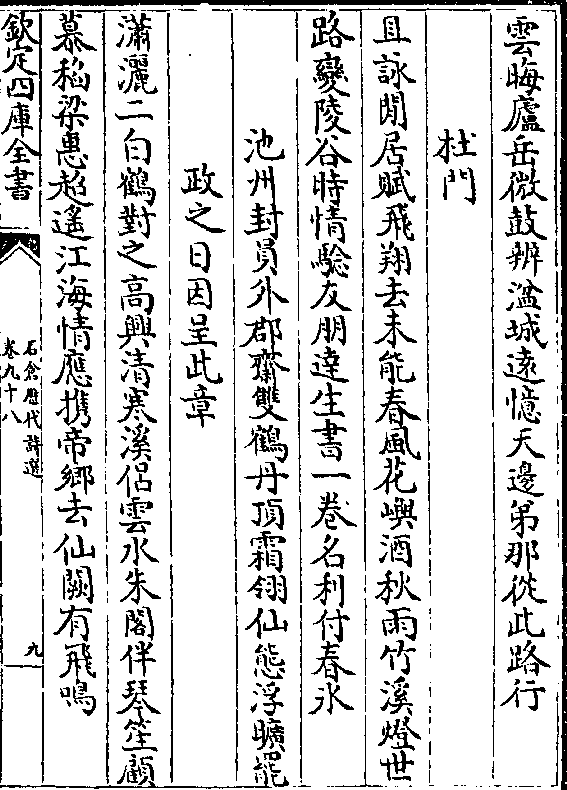 雲晦廬岳微鼓辨湓城遠憶天邊弟那從此路行
杜門
且詠閒居賦飛翔去未能春風花嶼酒秋雨竹溪燈世
路變陵谷時情驗友朋達生書一卷名利付春氷
池州封員外郡齋雙鶴丹頂霜翎仙態浮曠罷
政之日因呈此章
瀟灑二白鶴對之高興清寒溪侶雲水朱閣伴琴笙顧
慕稻粱惠超遙江海情應携帝鄉去仙闕有飛鳴
欽定四庫全書
石倉歷代詩選
卷九十八
九